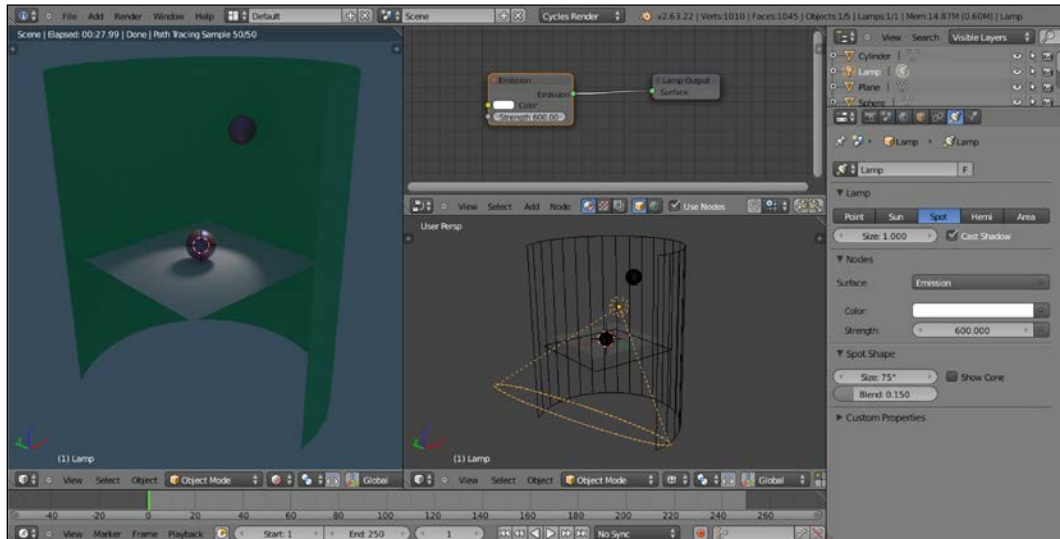 File Add Render Window Help Default Scene Cycles Render v2.63.22 | Verts:1010 | Faces:1045 | Objects:1/5 | Lamps:1/1 | Mem:14.87M (0.60M) | Lamp
Scene | Elapsed: 00:27.99 | Done | Path Tracing Sample 50/50
(1) Lamp
View Select Object Object Mode Global
Emission
Emission
Color
Strength 600.00
Lamp Output
Surface
View Select Add Node Use Nodes
User Persp
(1) Lamp
View Select Object Object Mode Global
View Search Visible Layers
Cylinder
Lamp
Plane
Sphere
Lamp Lamp
Lamp F
Lamp
Point Sun Spot Hemi Area
Size: 1.000 Cast Shadow
Nodes
Surface: Emission
Color:
Strength: 600.000
Spot Shape
Size: 75° Show Cone
Blend: 0.150
Custom Properties
-40 -20 0 20 40 60 80 100 120 140 160 180 200 220 240 260
View Marker Frame Playback Start: 1 End: 250 1 No Sync